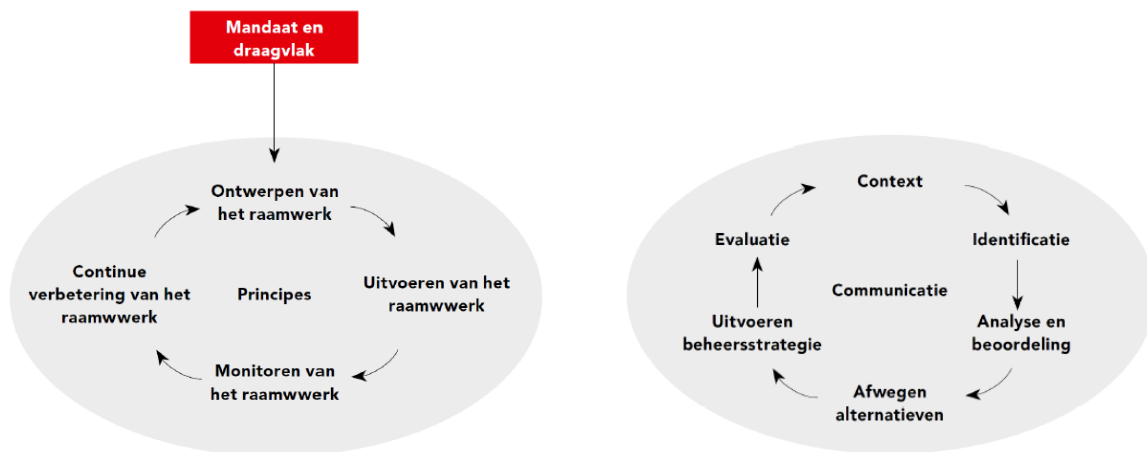 Mandaat en
draagvlak
Ontwerpen van
het raamwerk
Uitvoeren van het
raamwwerk
Monitoren van
het raamwwerk
Continue
verbetering van het
raamwwerk
Principes
Context
Identificatie
Analyse en
beoordeling
Afwegen
alternatieven
Uitvoeren
beheersstrategie
Evaluatie
Communicatie